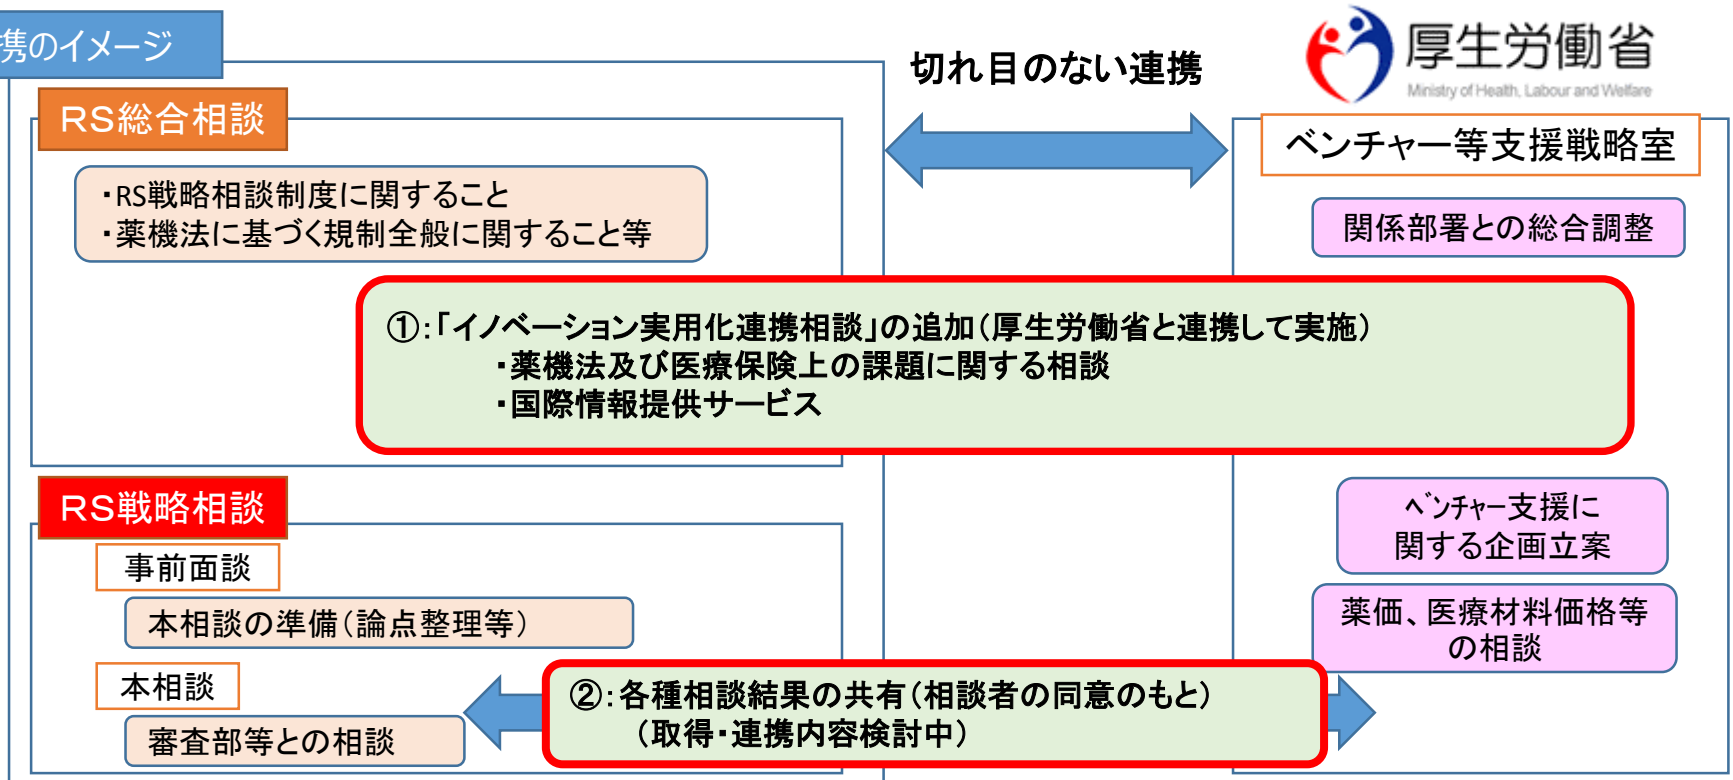 携のイメージ
切れ目のない連携
厚生労働省
Ministry of Health, Labour and Welfare
RS総合相談
・RS戦略相談制度に関すること
・薬機法に基づく規制全般に関すること等
ベンチャー等支援戦略室
関係部署との総合調整
①：「イノベーション実用化連携相談」の追加（厚生労働省と連携して実施）
・薬機法及び医療保険上の課題に関する相談
・国際情報提供サービス
RS戦略相談
事前面談
本相談の準備（論点整理等）
本相談
審査部等との相談
ベンチャー支援に
関する企画立案
薬価、医療材料価格等
の相談
②：各種相談結果の共有（相談者の同意のもと）
（取得・連携内容検討中）